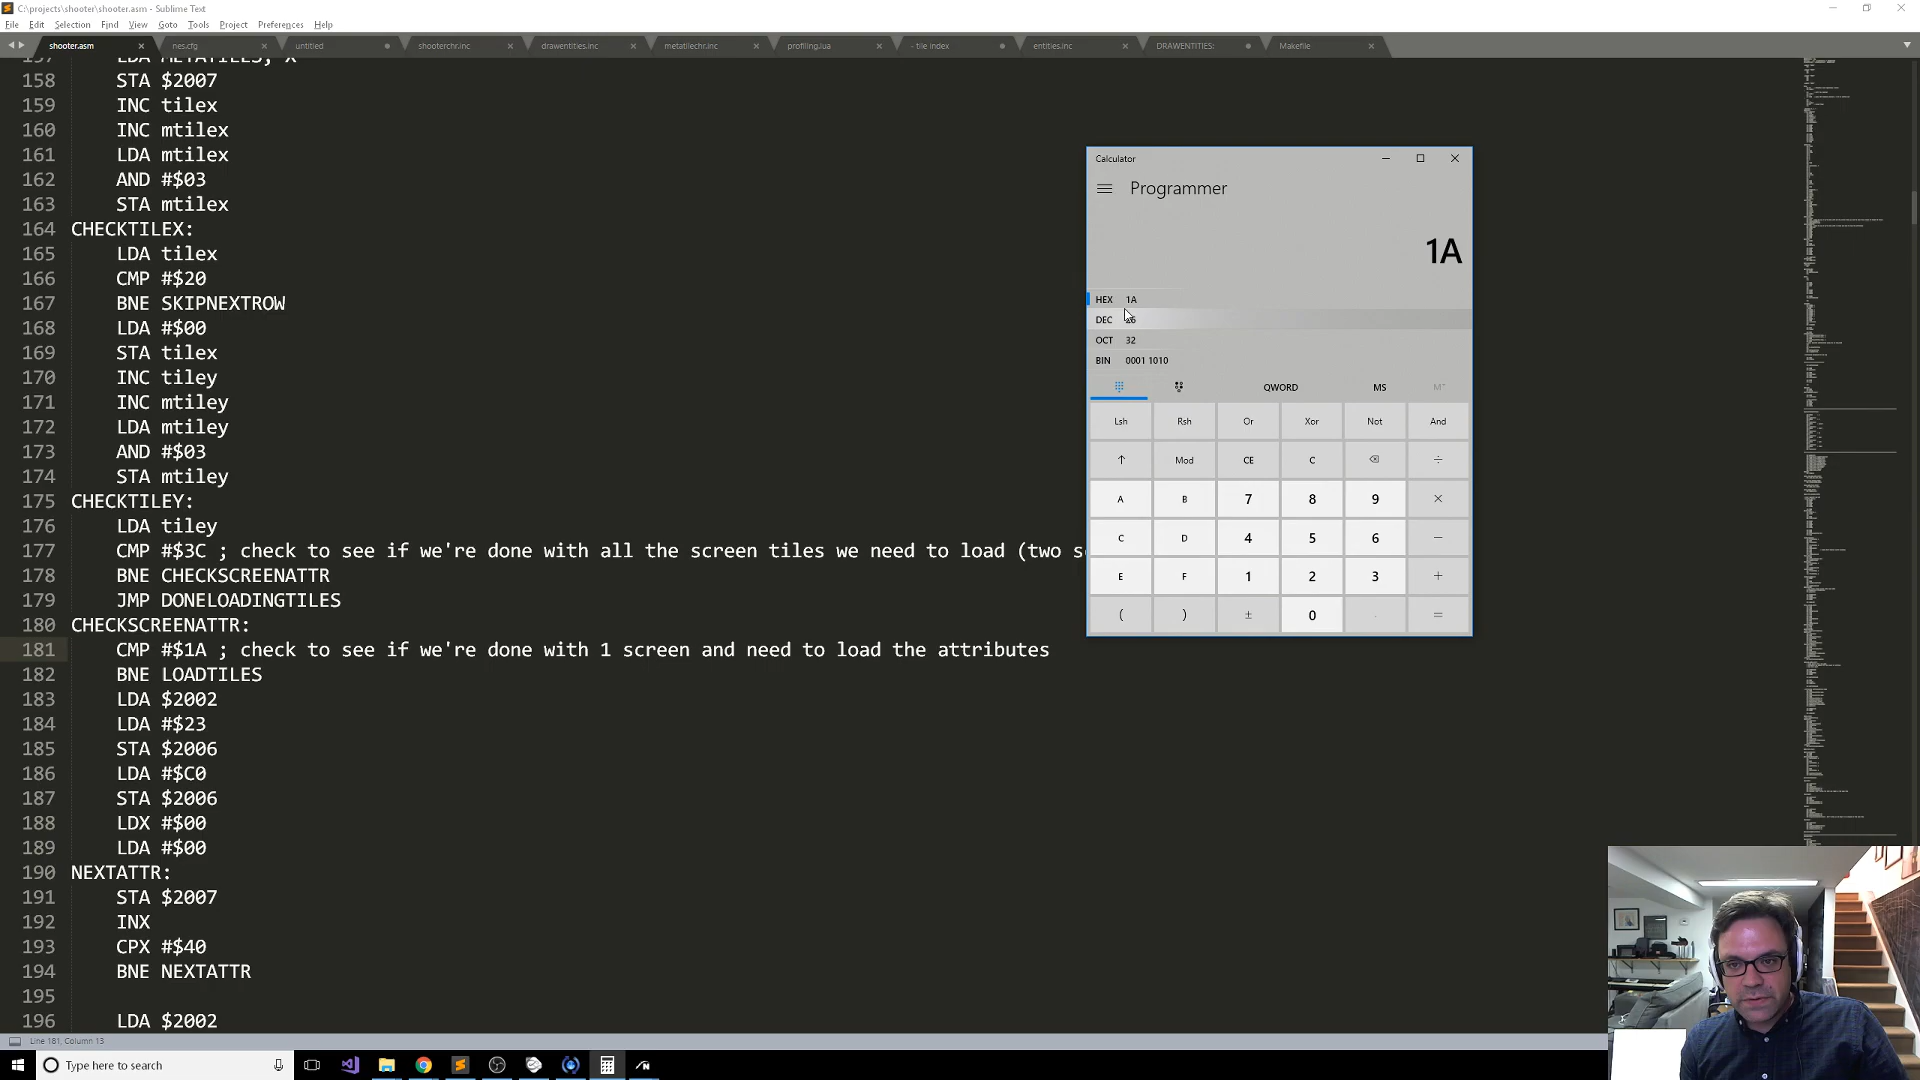 C:\projects\shooter\shooter.asm - Sublime Text
File Edit Selection Find View Goto Tools Project Preferences Help
shooter.asm nes.cfg untitled shooterchr.inc drawentities.inc metatilechr.inc profiling.lua - tile index entities.inc DRAWENTITIES: Makefile
157 LDA METATILES, X
158 STA $2007
159 INC tilex
160 INC mtilex
161 LDA mtilex
162 AND #$03
163 STA mtilex
164 CHECKTILEX:
165 LDA tilex
166 CMP #$20
167 BNE SKIPNEXTROW
168 LDA #$00
169 STA tilex
170 INC tiley
171 INC mtiley
172 LDA mtiley
173 AND #$03
174 STA mtiley
175 CHECKTILEY:
176 LDA tiley
177 CMP #$3C ; check to see if we're done with all the screen tiles we need to load (two
178 BNE CHECKSCREENATTR
179 JMP DONELOADINGTILES
180 CHECKSCREENATTR:
181 CMP #$1A ; check to see if we're done with 1 screen and need to load the attributes
182 BNE LOADTILES
183 LDA $2002
184 LDA #$23
185 STA $2006
186 LDA #$C0
187 STA $2006
188 LDX #$00
189 LDA #$00
190 NEXTATTR:
191 STA $2007
192 INX
193 CPX #$40
194 BNE NEXTATTR
195
196 LDA $2002
Calculator
Programmer
1A
HEX 1A
DEC 26
OCT 32
BIN 0001 1010
QWORD MS M˅
Lsh Rsh Or Xor Not And
↑ Mod CE C ⌫ ÷
A B 7 8 9 ×
C D 4 5 6 −
E F 1 2 3 +
( ) ± 0 . =
Line 181, Column 13
Type here to search